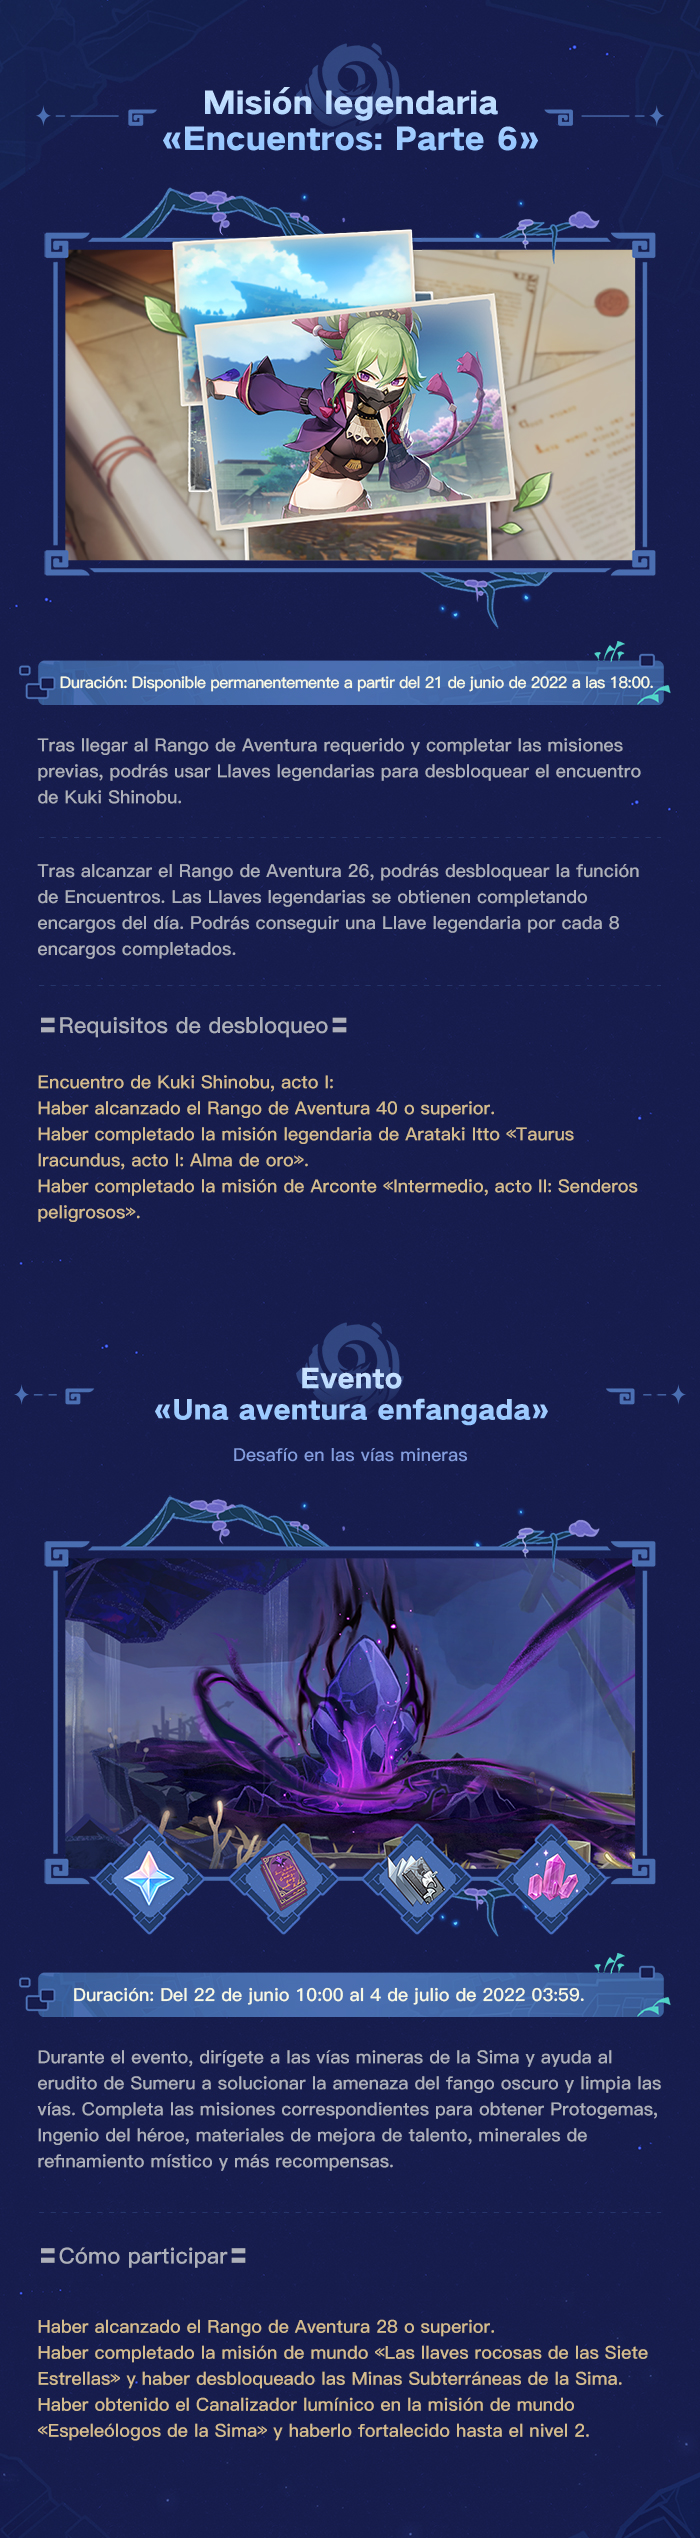 Misión legendaria
«Encuentros: Parte 6»
Duración: Disponible permanentemente a partir del 21 de junio de 2022 a las 18:00.
Tras llegar al Rango de Aventura requerido y completar las misiones
previas, podrás usar Llaves legendarias para desbloquear el encuentro
de Kuki Shinobu.
Tras alcanzar el Rango de Aventura 26, podrás desbloquear la función
de Encuentros. Las Llaves legendarias se obtienen completando
encargos del día. Podrás conseguir una Llave legendaria por cada 8
encargos completados.
〓Requisitos de desbloqueo〓
Encuentro de Kuki Shinobu, acto I:
Haber alcanzado el Rango de Aventura 40 o superior.
Haber completado la misión legendaria de Arataki Itto «Taurus
Iracundus, acto I: Alma de oro».
Haber completado la misión de Arconte «Intermedio, acto II: Senderos
peligrosos».
Evento
«Una aventura enfangada»
Desafío en las vías mineras
Duración: Del 22 de junio 10:00 al 4 de julio de 2022 03:59.
Durante el evento, dirígete a las vías mineras de la Sima y ayuda al
erudito de Sumeru a solucionar la amenaza del fango oscuro y limpia las
vías. Completa las misiones correspondientes para obtener Protogemas,
Ingenio del héroe, materiales de mejora de talento, minerales de
refinamiento místico y más recompensas.
〓Cómo participar〓
Haber alcanzado el Rango de Aventura 28 o superior.
Haber completado la misión de mundo «Las llaves rocosas de las Siete
Estrellas» y haber desbloqueado las Minas Subterráneas de la Sima.
Haber obtenido el Canalizador lumínico en la misión de mundo
«Espeleólogos de la Sima» y haberlo fortalecido hasta el nivel 2.